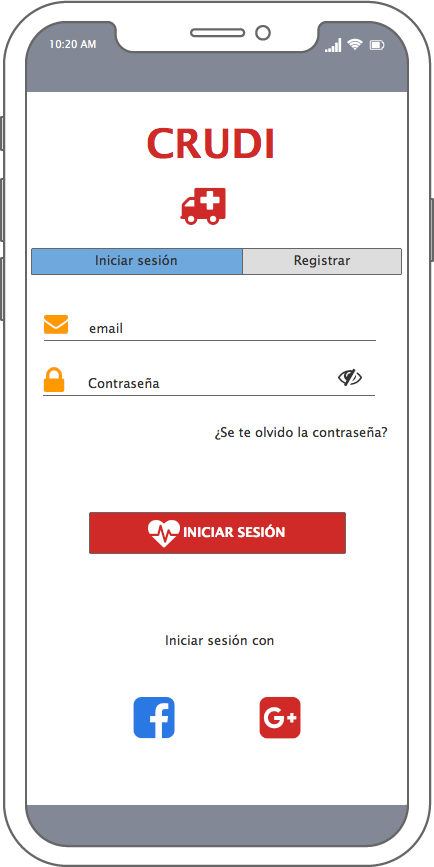 10:20 AM
CRUDI
Iniciar sesión Registrar
email
Contraseña
¿Se te olvido la contraseña?
INICIAR SESIÓN
Iniciar sesión con
f G+